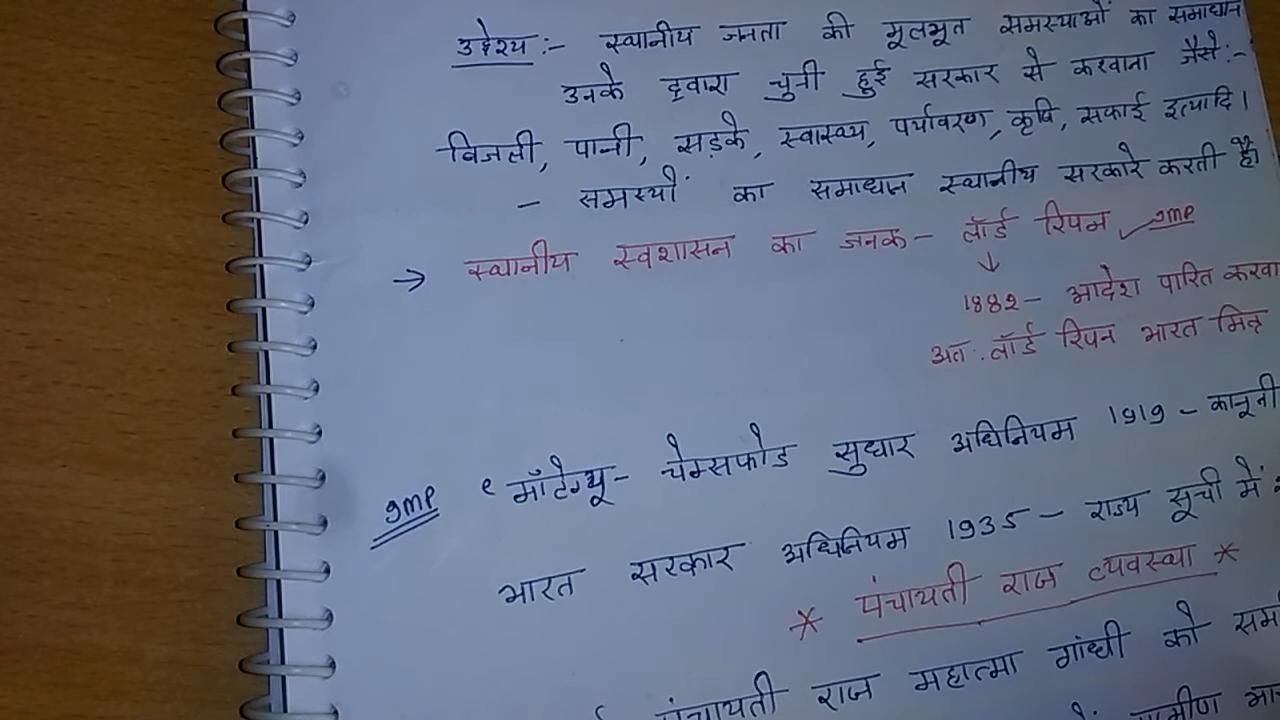 उद्देश्य :- स्थानीय जनता की मूलभूत समस्याओं का समाधान
उनके द्वारा चुनी हुई सरकार से करवाना जैसे:-
बिजली, पानी, सड़के, स्वास्थ्य, पर्यावरण, कृषि, सफाई इत्यादि।
- समस्यों का समाधान स्थानीय सरकारे करती है।
→ स्थानीय स्वशासन का जनक - लॉर्ड रिपन ✓ Imp
↓
1882 - आदेश पारित करवा
अतः लॉर्ड रिपन भारत मित्र
Imp मॉंटेग्यू - चेम्सफोर्ड सुधार अधिनियम 1919 - कानूनी
भारत सरकार अधिनियम 1935 - राज्य सूची में
* पंचायती राज व्यवस्था *
पंचायती राज महात्मा गांधी को
ग्रामीण